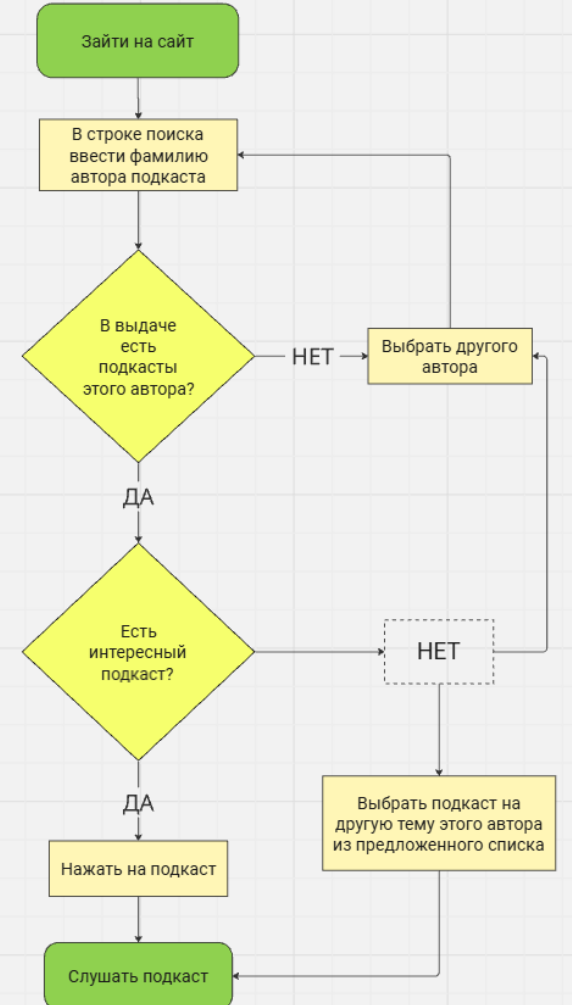 Зайти на сайт
В строке поиска
ввести фамилию
автора подкаста
В выдаче
есть
подкасты
этого автора?
НЕТ
Выбрать другого
автора
ДА
Есть
интересный
подкаст?
НЕТ
ДА
Выбрать подкаст на
другую тему этого автора
из предложенного списка
Нажать на подкаст
Слушать подкаст